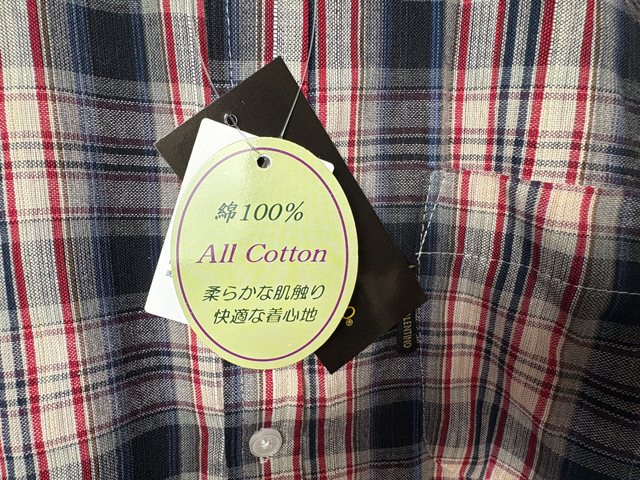 綿100%
All Cotton
柔らかな肌触り
快適な着心地
®
LENTINO